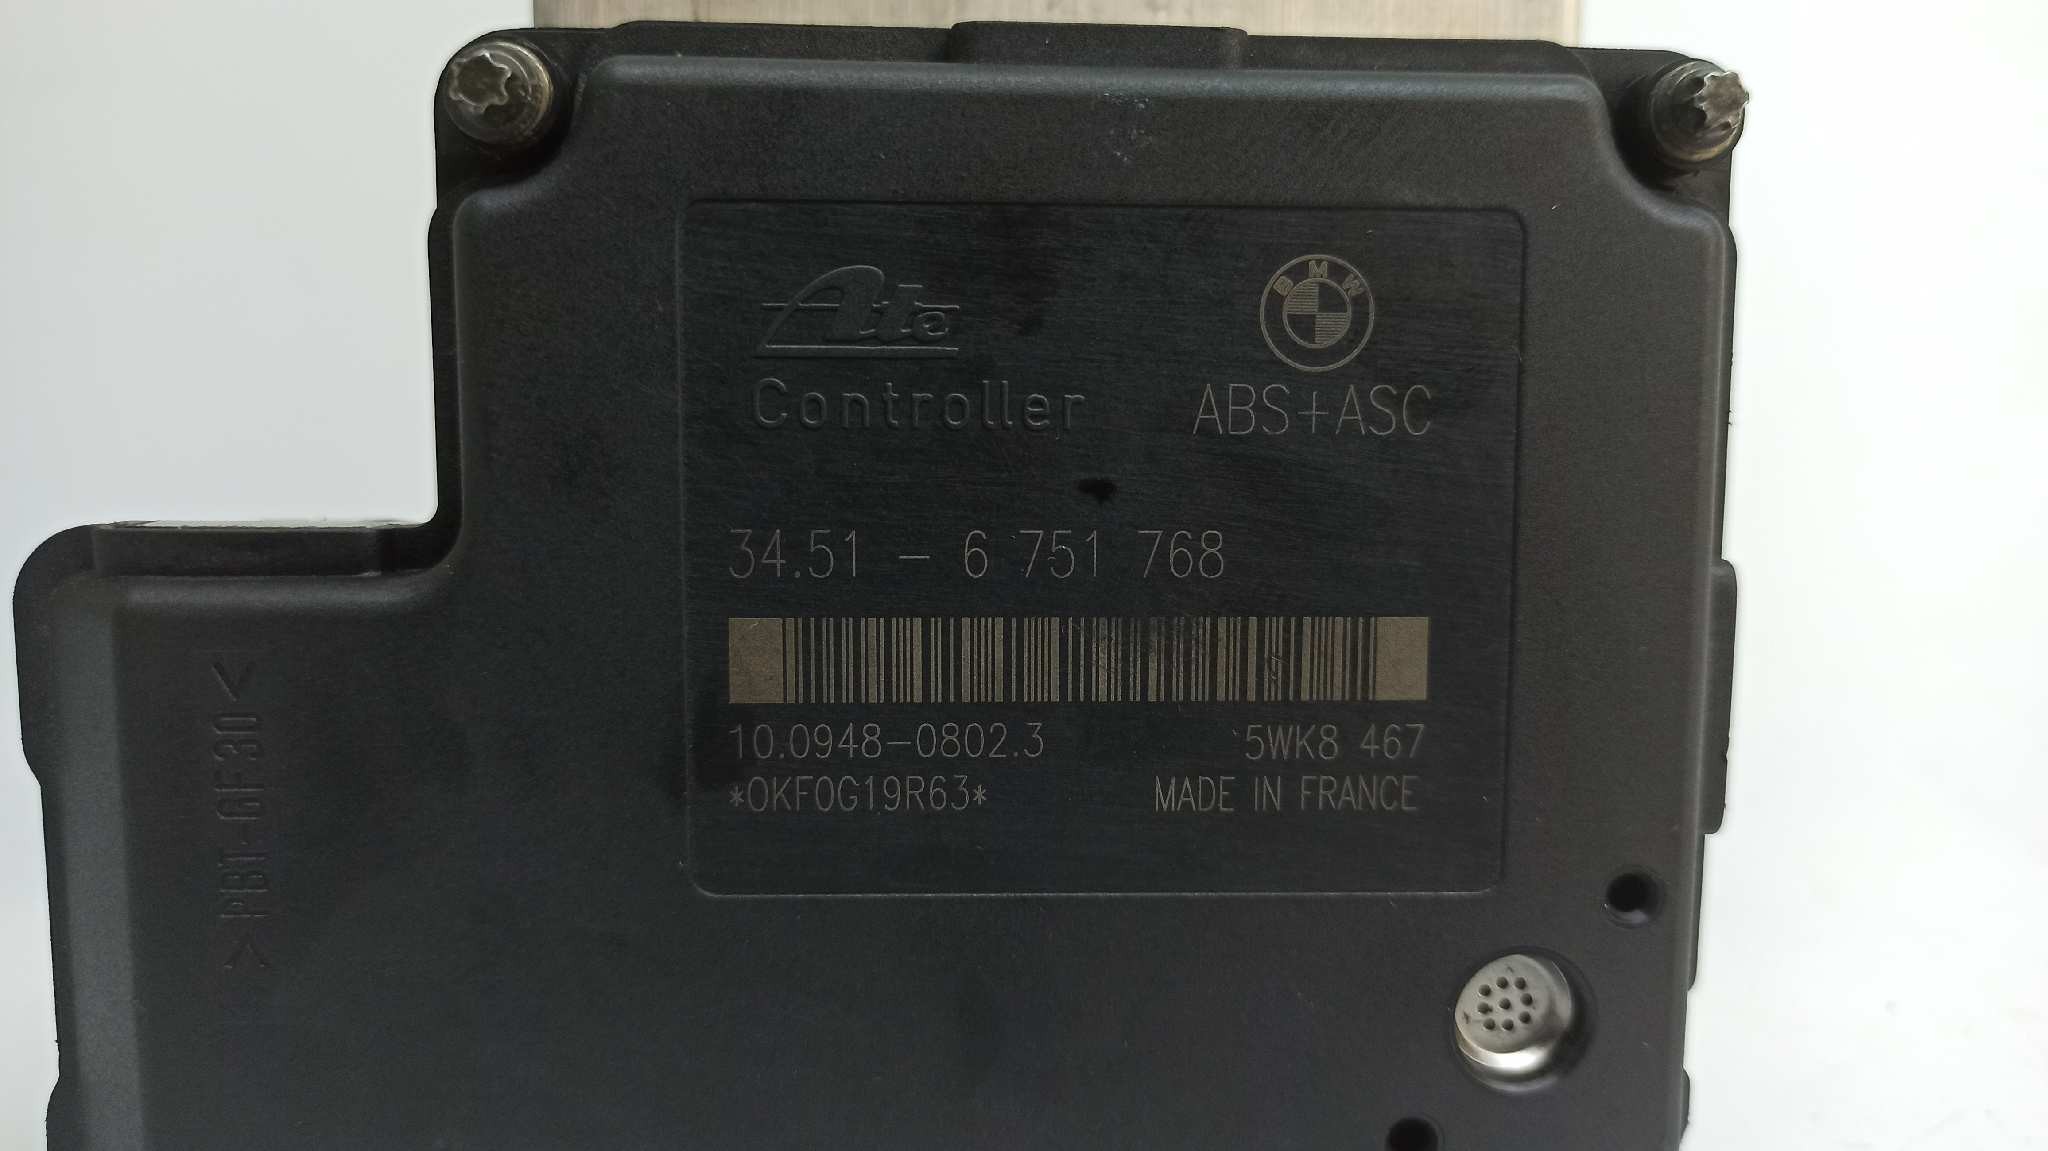 Ate
BMW
Controller
ABS+ASC
34.51 - 6 751 768
10.0948-0802.3
5WK8 467
*OKF0G19R63*
MADE IN FRANCE
>PBT-GF30<